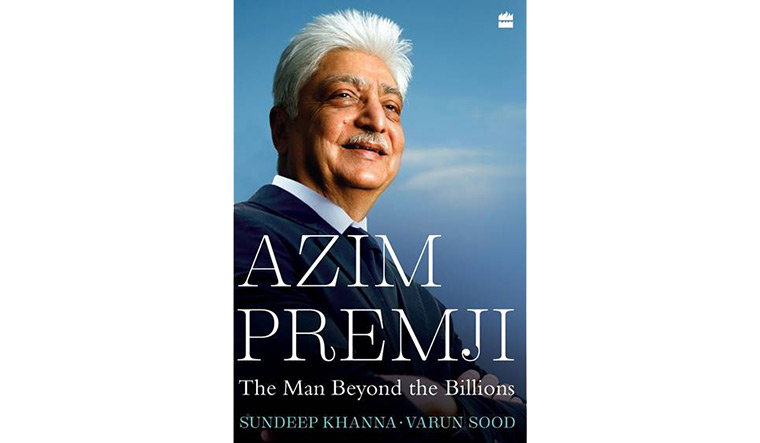 AZIM
PREMJI
The Man Beyond the Billions
SUNDEEP KHANNA · VARUN SOOD